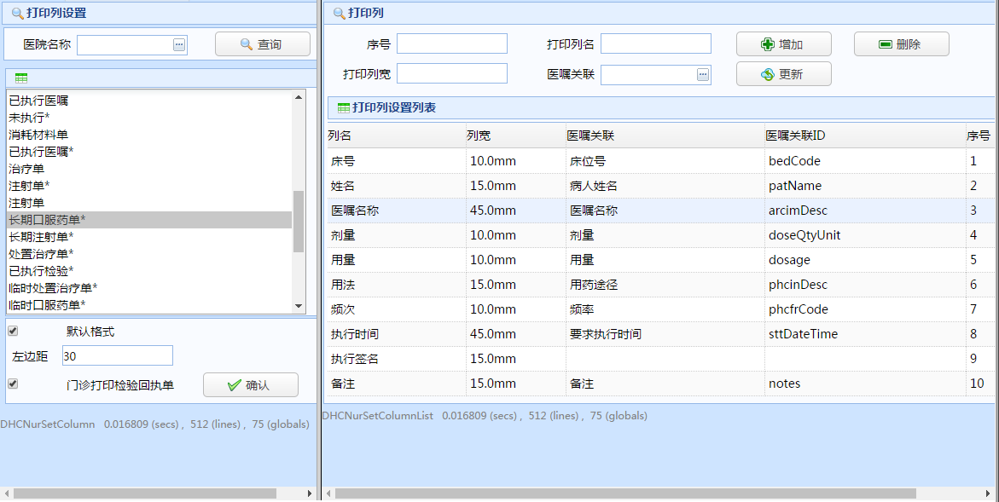 打印列设置
医院名称
查询
已执行医嘱
未执行*
消耗材料单
已执行医嘱*
治疗单
注射单*
注射单
长期口服药单*
长期注射单*
处置治疗单*
已执行检验*
临时处置治疗单*
临时口服药单*
默认格式
左边距 30
门诊打印检验回执单 确认
DHCNurSetColumn 0.016809 (secs) , 512 (lines) , 75 (globals)
打印列
序号 打印列名 增加 删除
打印列宽 医嘱关联 更新
打印列设置列表
列名 列宽 医嘱关联 医嘱关联ID 序号
床号 10.0mm 床位号 bedCode 1
姓名 15.0mm 病人姓名 patName 2
医嘱名称 45.0mm 医嘱名称 arcimDesc 3
剂量 10.0mm 剂量 doseQtyUnit 4
用量 10.0mm 用量 dosage 5
用法 15.0mm 用药途径 phcinDesc 6
频次 10.0mm 频率 phcfrCode 7
执行时间 45.0mm 要求执行时间 sttDateTime 8
执行签名 15.0mm 9
备注 15.0mm 备注 notes 10
DHCNurSetColumnList 0.016809 (secs) , 512 (lines) , 75 (globals)